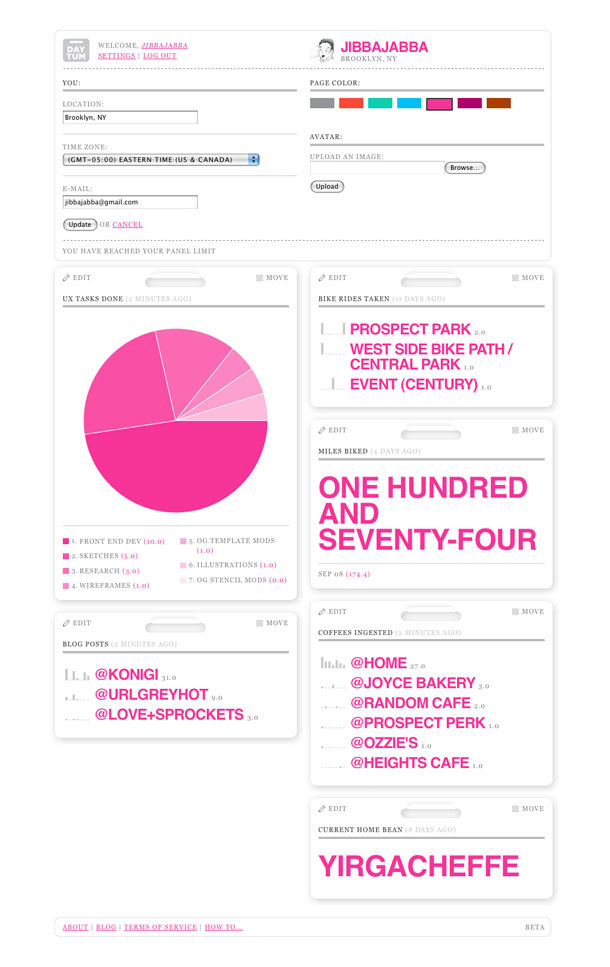 DAY
TUM
WELCOME, JIBBAJABBA
SETTINGS | LOG OUT
JIBBAJABBA
BROOKLYN, NY
YOU:
LOCATION:
Brooklyn, NY
TIME ZONE:
(GMT-05:00) EASTERN TIME (US & CANADA)
E-MAIL:
jibbajabba@gmail.com
Update OR CANCEL
PAGE COLOR:
AVATAR:
UPLOAD AN IMAGE:
Browse...
Upload
YOU HAVE REACHED YOUR PANEL LIMIT
EDIT MOVE
UX TASKS DONE (2 MINUTES AGO)
1. FRONT END DEV (10.0)
2. SKETCHES (5.0)
3. RESEARCH (3.0)
4. WIREFRAMES (1.0)
5. OG TEMPLATE MODS
(1.0)
6. ILLUSTRATIONS (1.0)
7. OG STENCIL MODS (0.0)
EDIT MOVE
BLOG POSTS (2 MINUTES AGO)
@KONIGI 31.0
@URLGREYHOT 9.0
@LOVE+SPROCKETS 3.0
EDIT MOVE
BIKE RIDES TAKEN (11 DAYS AGO)
PROSPECT PARK 2.0
WEST SIDE BIKE PATH /
CENTRAL PARK 1.0
EVENT (CENTURY) 1.0
EDIT MOVE
MILES BIKED (4 DAYS AGO)
ONE HUNDRED
AND
SEVENTY-FOUR
SEP 08 (174.4)
EDIT MOVE
COFFEES INGESTED (2 MINUTES AGO)
@HOME 27.0
@JOYCE BAKERY 3.0
@RANDOM CAFE 2.0
@PROSPECT PERK 1.0
@OZZIE'S 1.0
@HEIGHTS CAFE 1.0
EDIT MOVE
CURRENT HOME BEAN (8 DAYS AGO)
YIRGACHEFFE
ABOUT | BLOG | TERMS OF SERVICE | HOW TO...
BETA